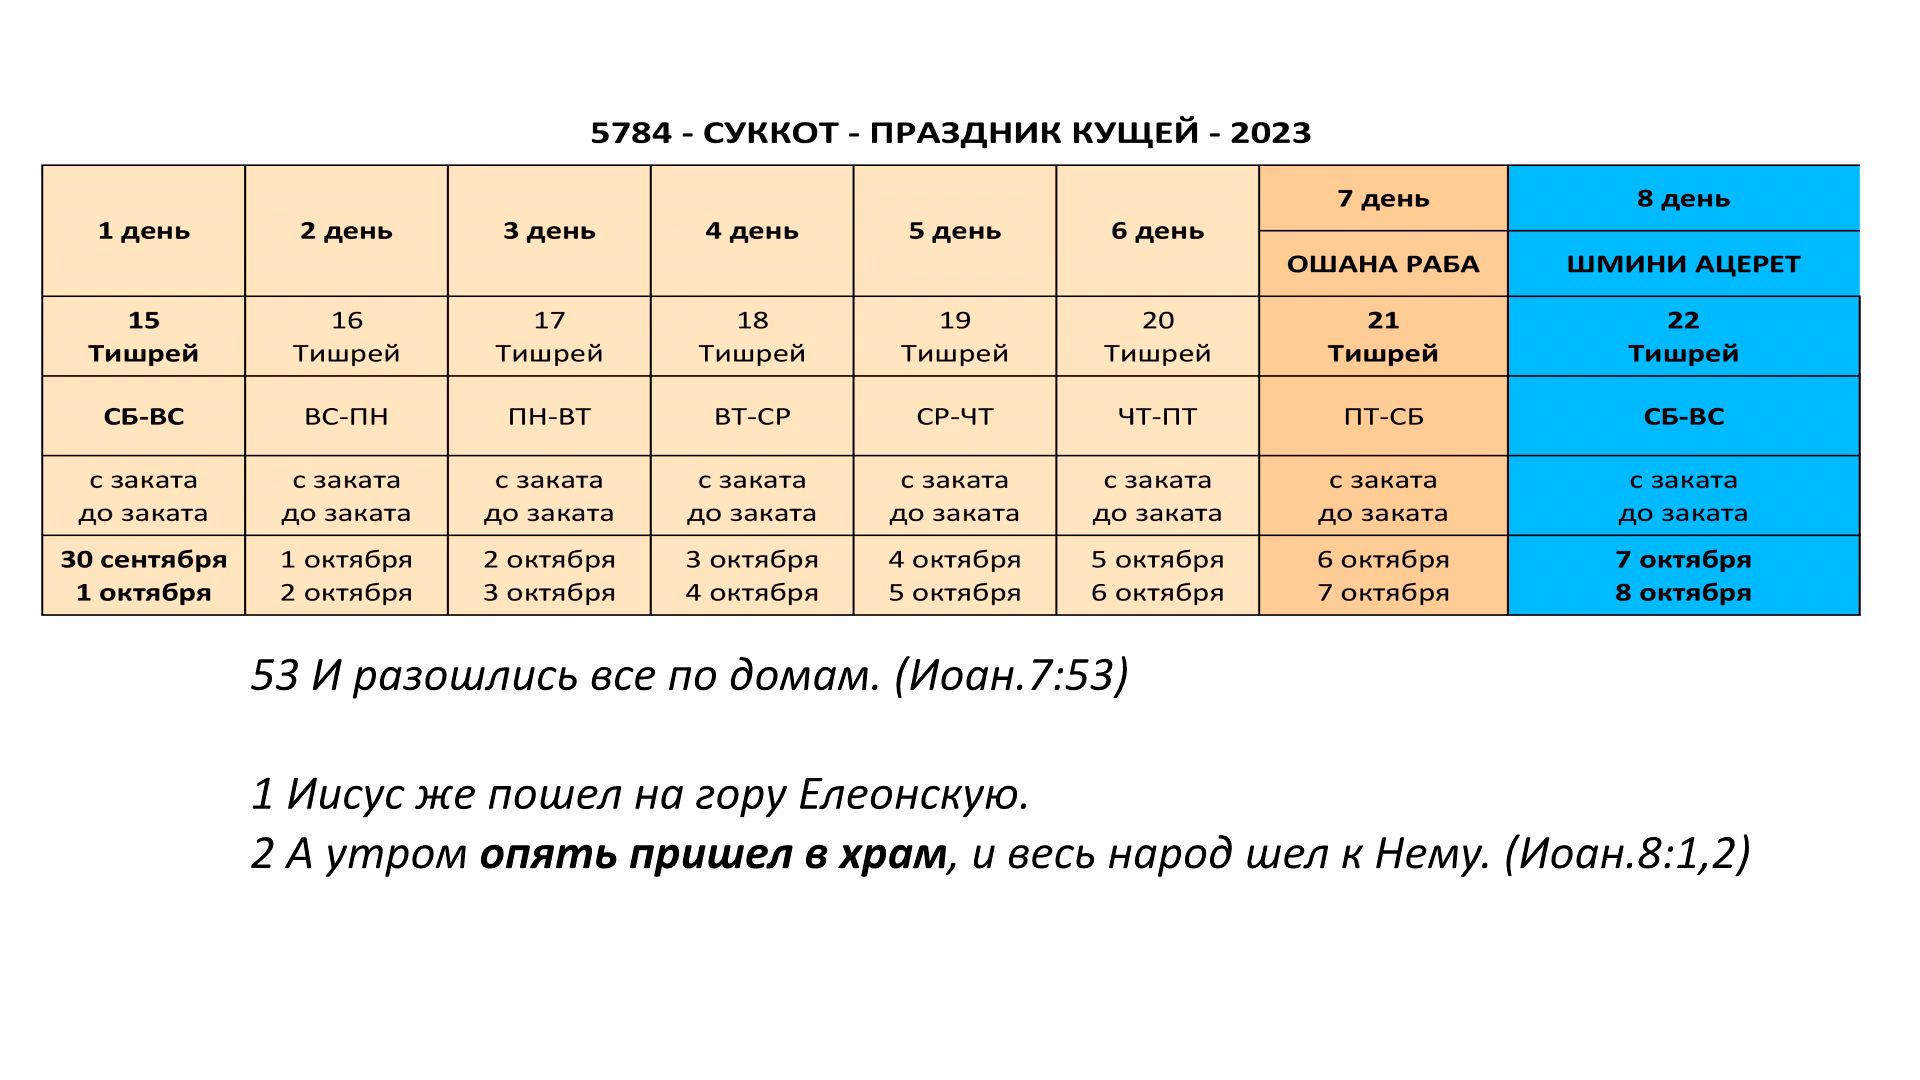 5784 - СУККОТ - ПРАЗДНИК КУЩЕЙ - 2023
1 день 2 день 3 день 4 день 5 день 6 день 7 день 8 день
ОШАНА РАБА ШМИНИ АЦЕРЕТ
15 16 17 18 19 20 21 22
Тишрей Тишрей Тишрей Тишрей Тишрей Тишрей Тишрей Тишрей
СБ-ВС ВС-ПН ПН-ВТ ВТ-СР СР-ЧТ ЧТ-ПТ ПТ-СБ СБ-ВС
с заката с заката с заката с заката с заката с заката с заката с заката
до заката до заката до заката до заката до заката до заката до заката до заката
30 сентября 1 октября 2 октября 3 октября 4 октября 5 октября 6 октября 7 октября
1 октября 2 октября 3 октября 4 октября 5 октября 6 октября 7 октября 8 октября
53 И разошлись все по домам. (Иоан.7:53)
1 Иисус же пошел на гору Елеонскую.
2 А утром опять пришел в храм, и весь народ шел к Нему. (Иоан.8:1,2)